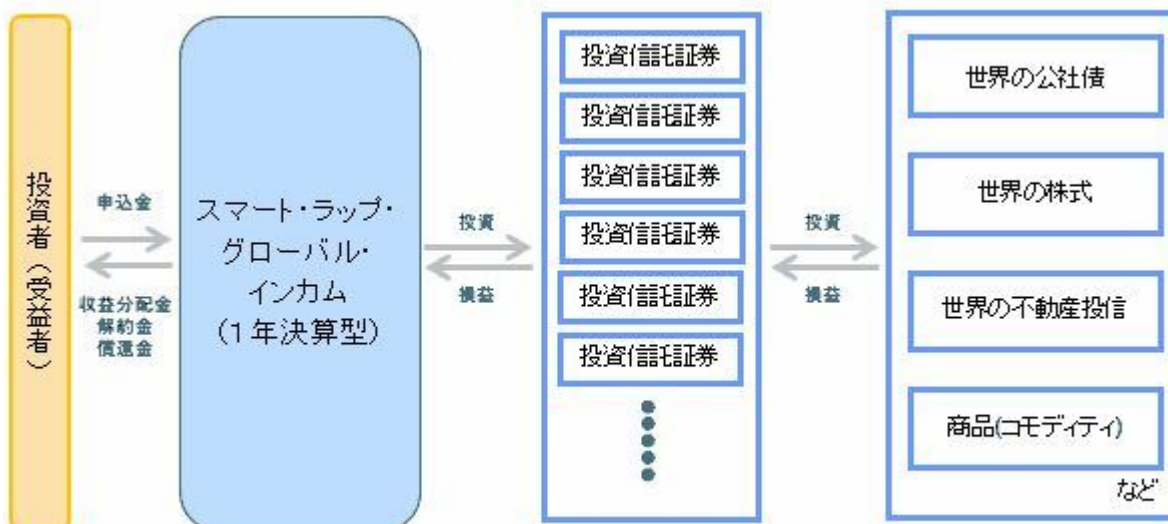 投資者（受益者）
申込金
収益分配金
解約金
償還金
スマート・ラップ・
グローバル・
インカム
(1年決算型)
投資
損益
投資信託証券
投資信託証券
投資信託証券
投資信託証券
投資信託証券
投資信託証券
投資
損益
世界の公社債
世界の株式
世界の不動産投信
商品(コモディティ)
など